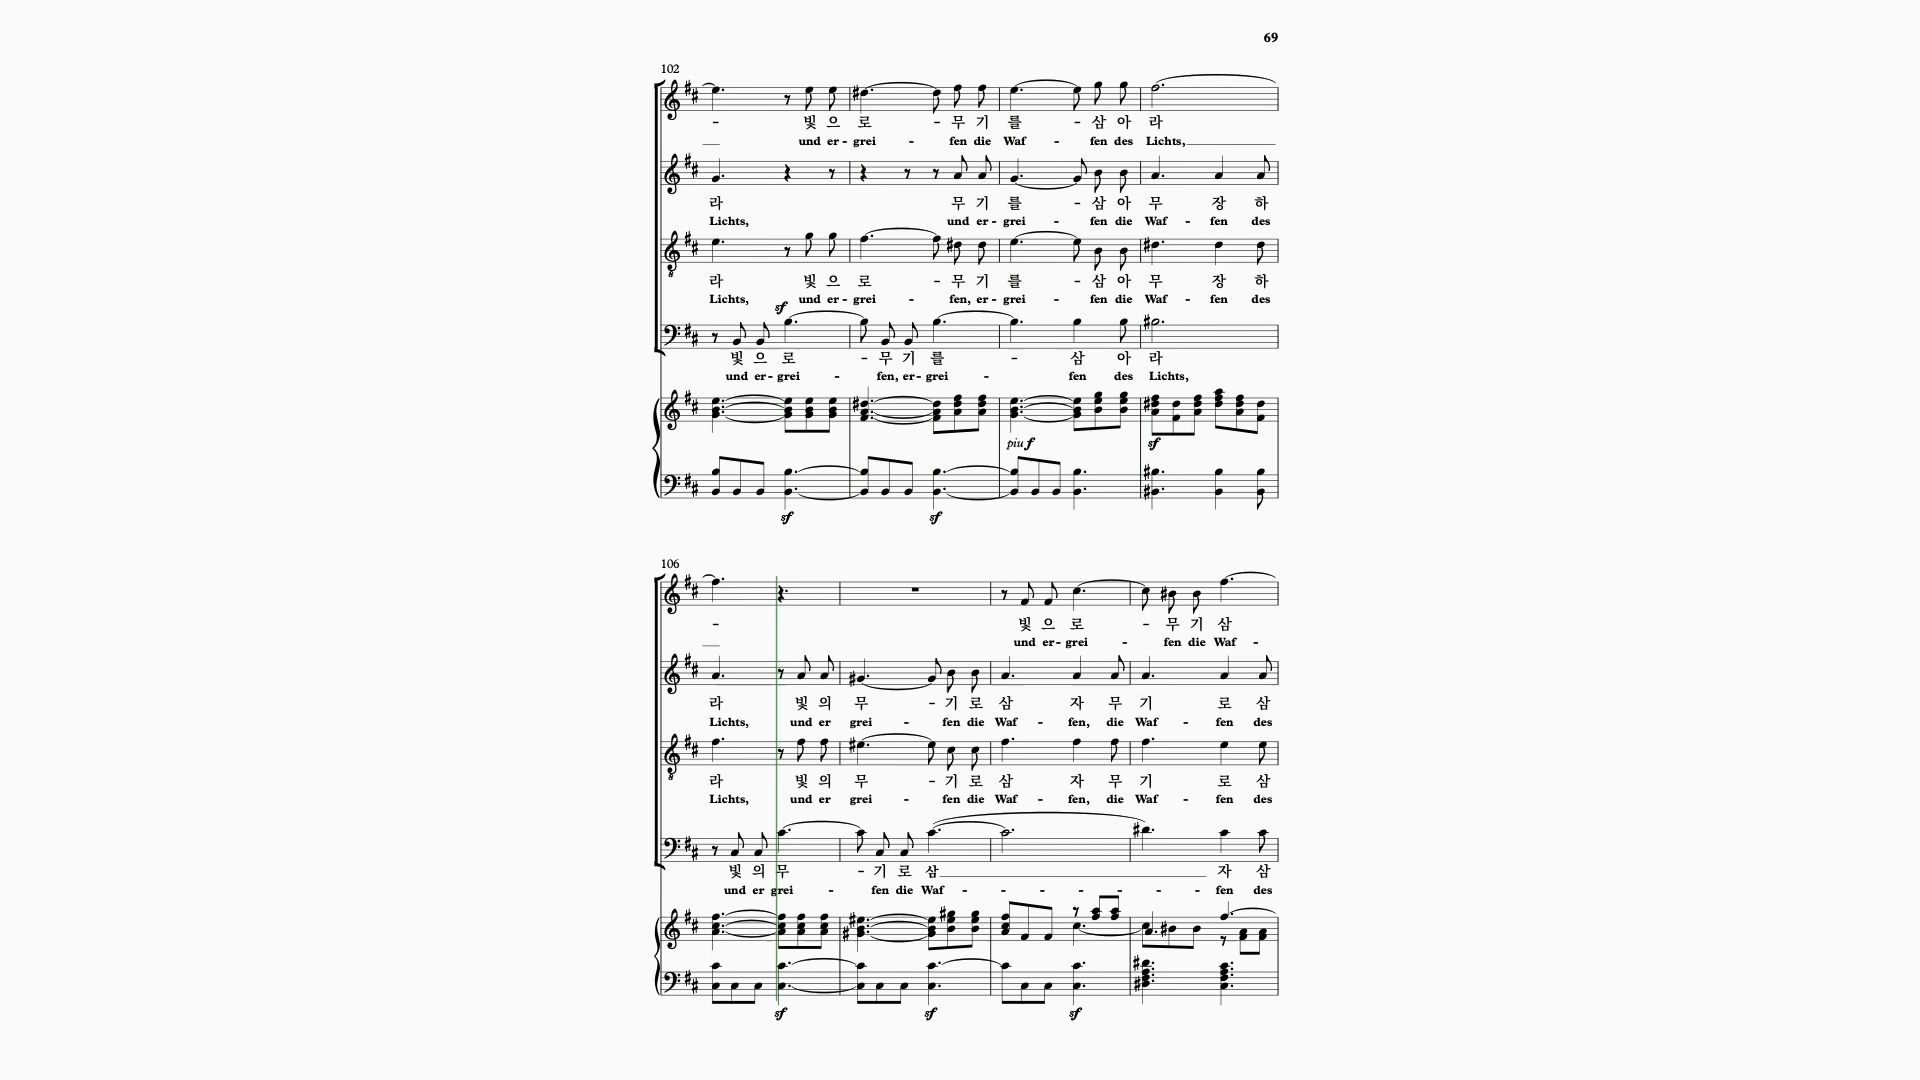 69
102
- 빛 으 로 - 무 기 를 - 삼 아 라
und er - grei - fen die Waf - fen des Lichts,
라 무 기 를 - 삼 아 무 장 하
Lichts, und er - grei - fen die Waf - fen des
라 빛 으 로 - 무 기 를 - 삼 아 무 장 하
Lichts, und er - grei - fen, er - grei - fen die Waf - fen des
sf
빛 으 로 - 무 기 를 - 삼 아 라
und er - grei - fen, er - grei - fen des Lichts,
piu f sf
sf sf
106
- 빛 으 로 - 무 기 삼
und er - grei - fen die Waf -
라 빛 의 무 - 기 로 삼 자 무 기 로 삼
Lichts, und er grei - fen die Waf - fen, die Waf - fen des
라 빛 의 무 - 기 로 삼 자 무 기 로 삼
Lichts, und er grei - fen die Waf - fen, die Waf - fen des
빛 의 무 - 기 로 삼 자 삼
und er grei - fen die Waf - - - - - - - fen des
sf sf sf